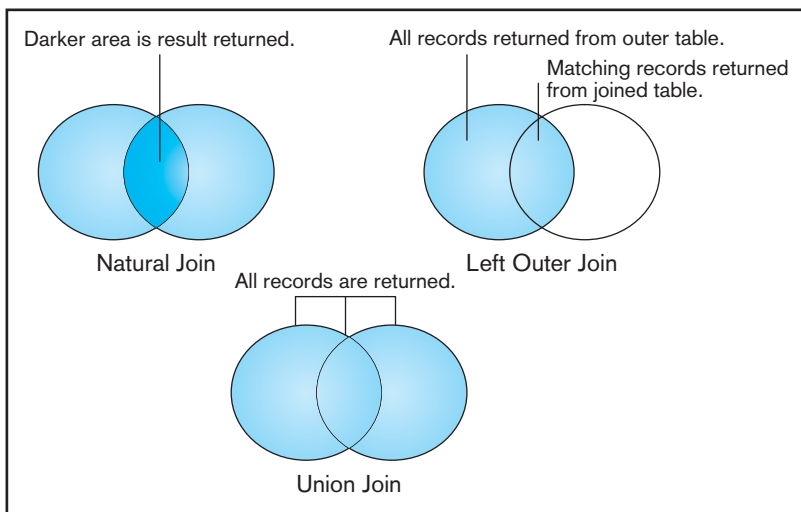 Darker area is result returned.
All records returned from outer table.
Matching records returned
from joined table.
Natural Join
Left Outer Join
All records are returned.
Union Join